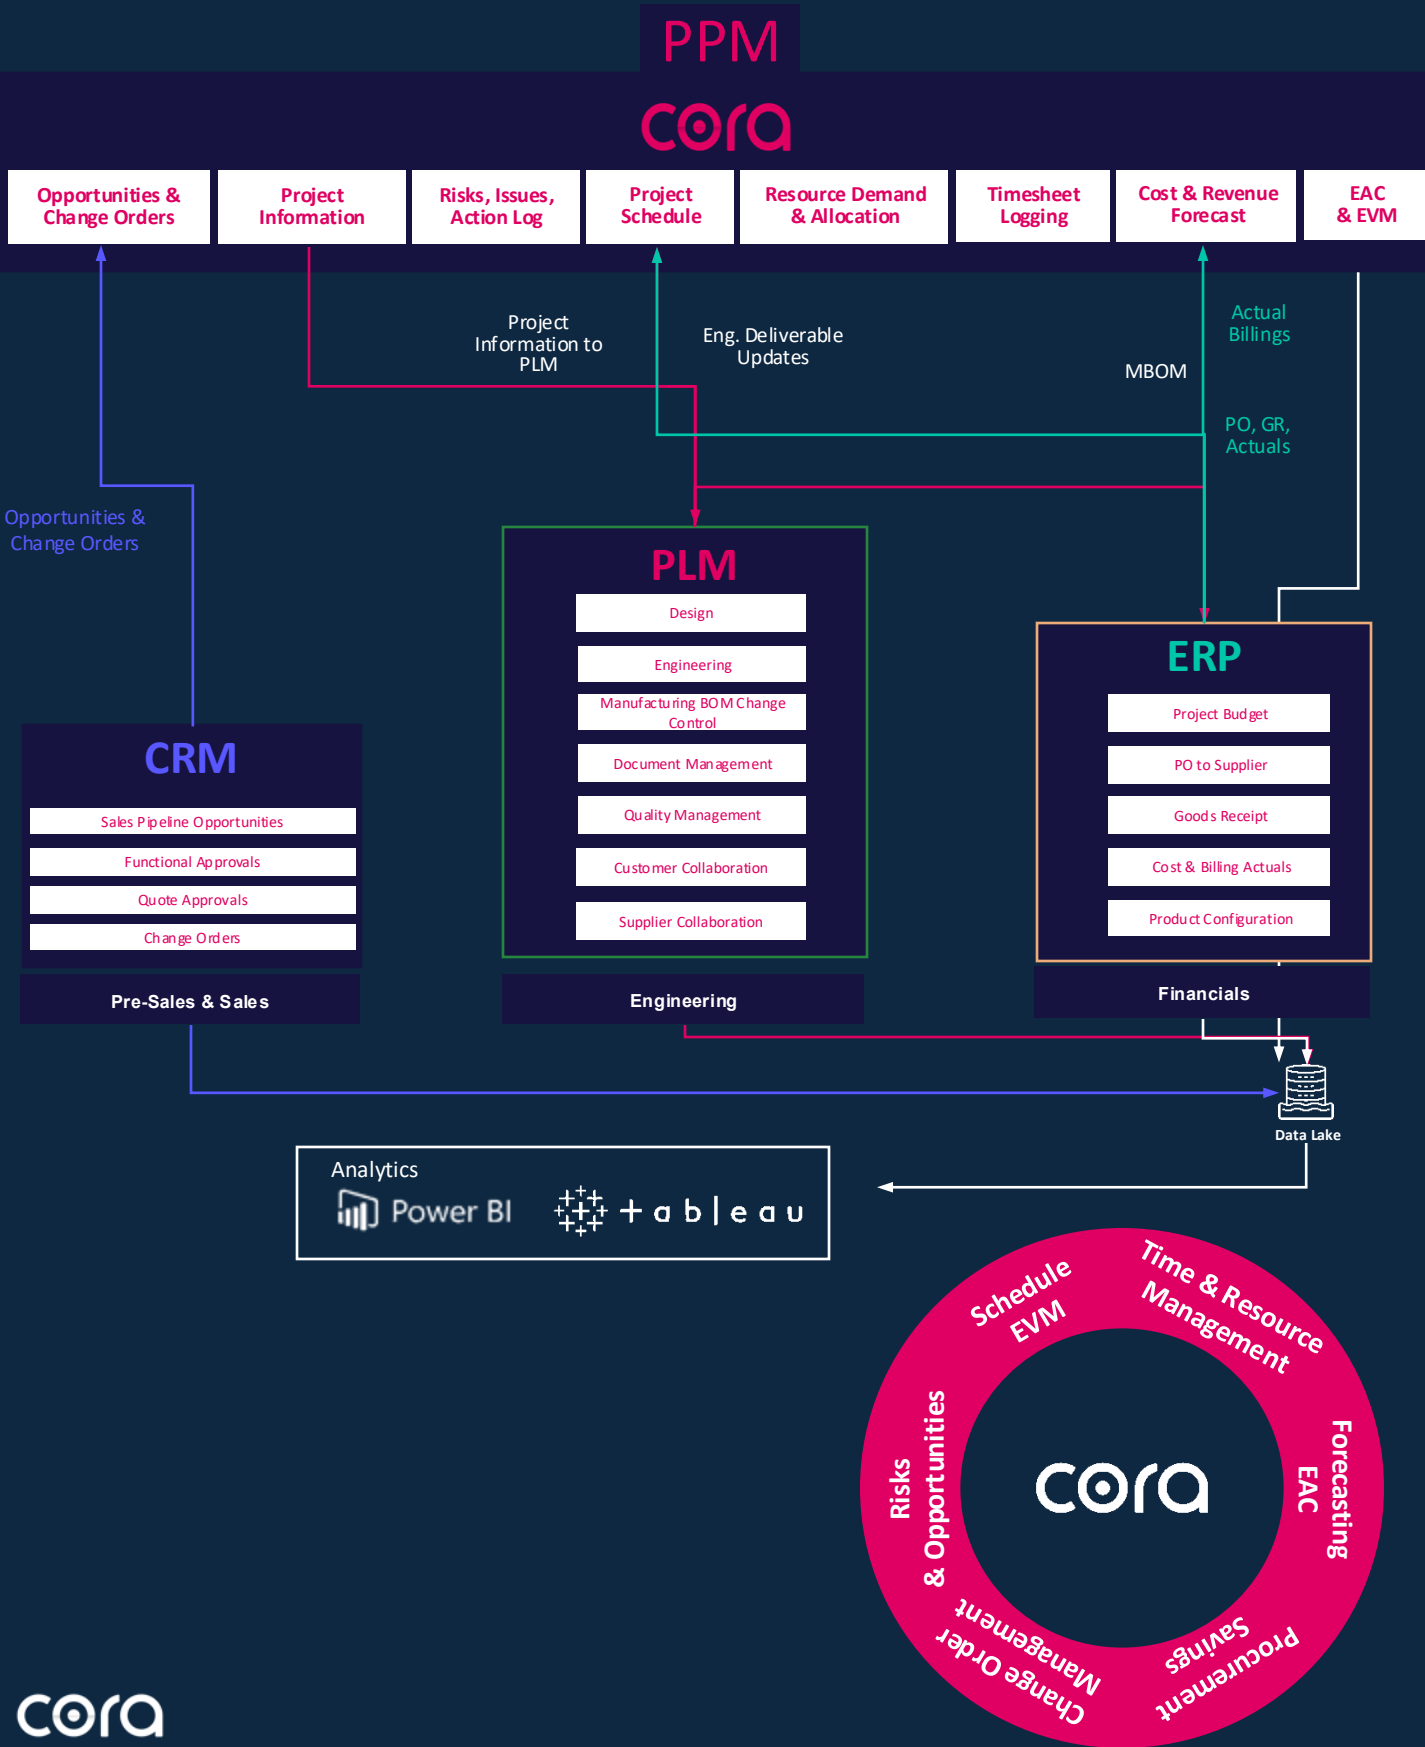 PPM
cora
Opportunities &
Change Orders
Project
Information
Risks, Issues,
Action Log
Project
Schedule
Resource Demand
& Allocation
Timesheet
Logging
Cost & Revenue
Forecast
EAC
& EVM
Project
Information to
PLM
Eng. Deliverable
Updates
MBOM
Actual
Billings
PO, GR,
Actuals
Opportunities &
Change Orders
CRM
Sales Pipeline Opportunities
Functional Approvals
Quote Approvals
Change Orders
Pre-Sales & Sales
PLM
Design
Engineering
Manufacturing BOM Change
Control
Document Management
Quality Management
Customer Collaboration
Supplier Collaboration
Engineering
ERP
Project Budget
PO to Supplier
Goods Receipt
Cost & Billing Actuals
Product Configuration
Financials
Data Lake
Analytics
Power BI
+ableau
Schedule
EVM
Time & Resource
Management
Forecasting
EAC
Procurement
Savings
Change Order
Management
Risks
& Opportunities
cora
cora